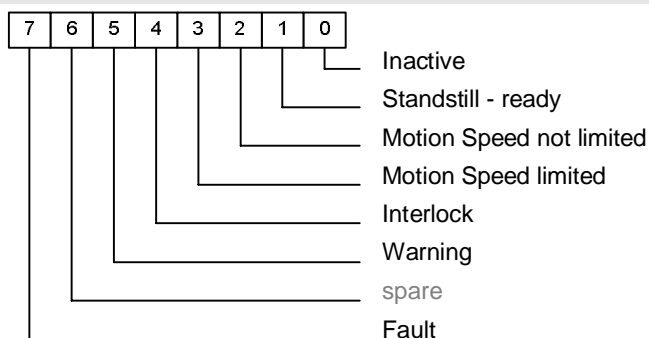 7 6 5 4 3 2 1 0
Inactive
Standstill - ready
Motion Speed not limited
Motion Speed limited
Interlock
Warning
spare
Fault